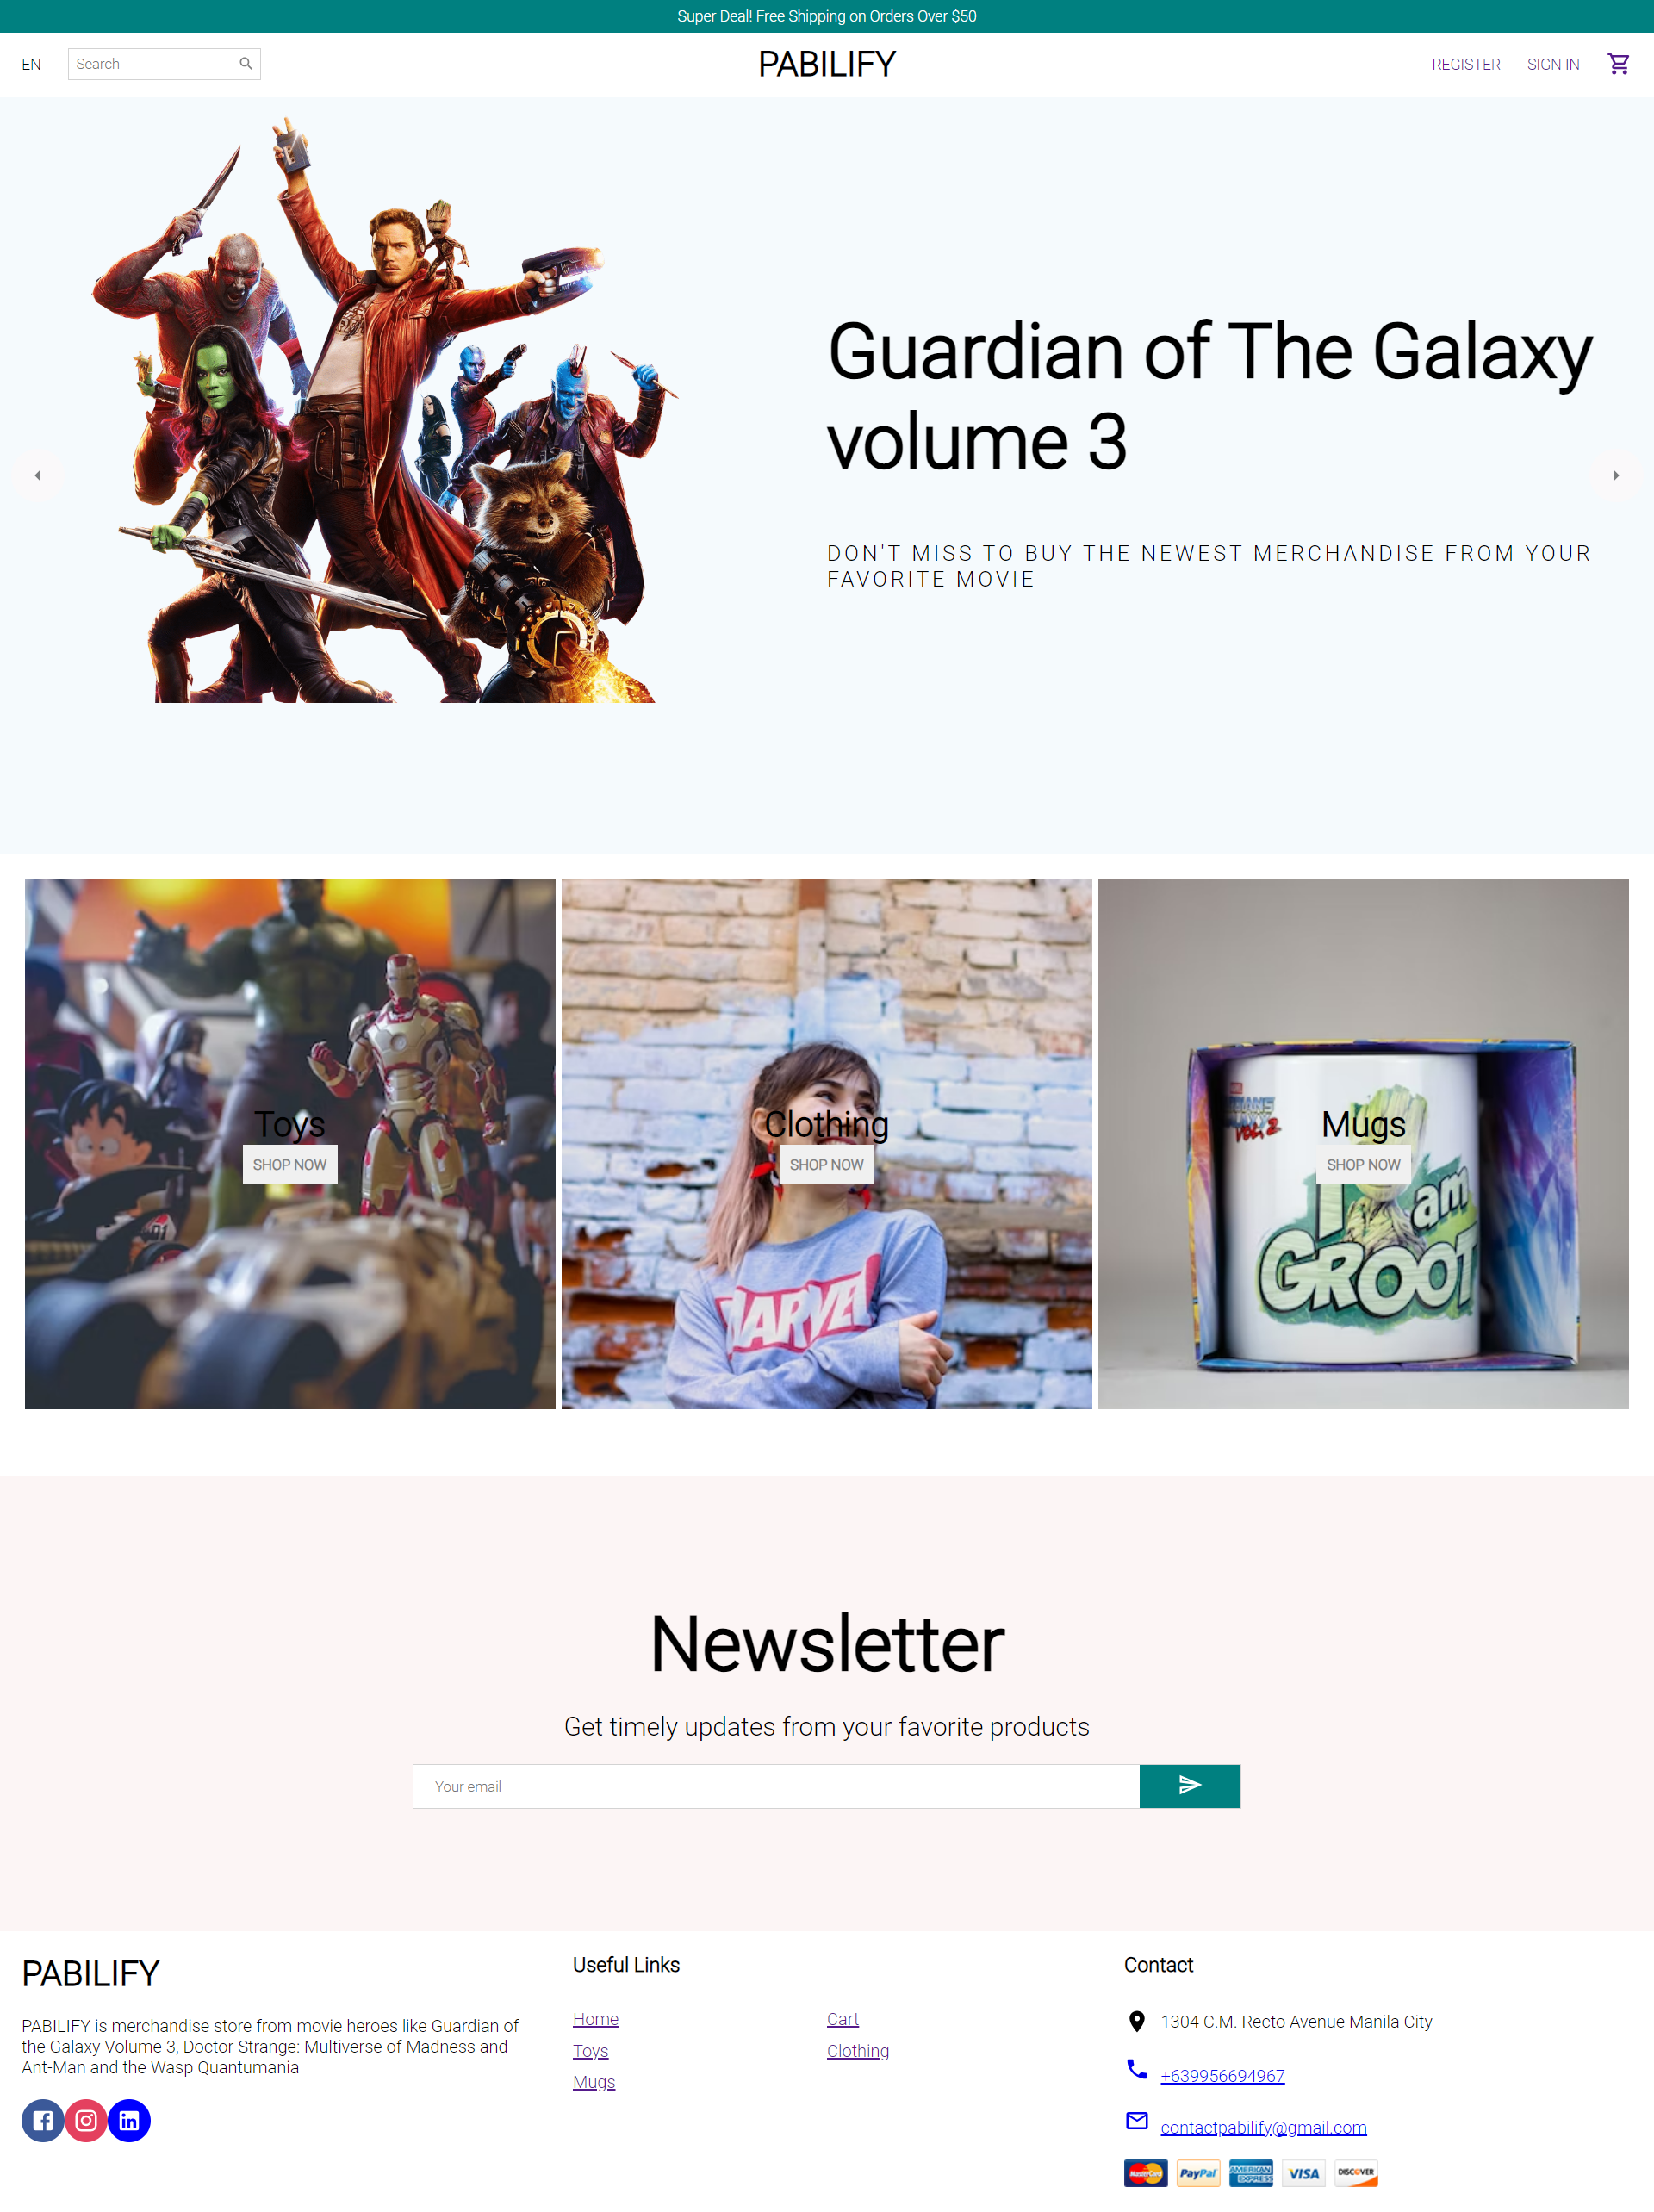 Super Deal! Free Shipping on Orders Over $50
EN
Search
PABILIFY
REGISTER
SIGN IN
Guardian of The Galaxy
volume 3
DON'T MISS TO BUY THE NEWEST MERCHANDISE FROM YOUR
FAVORITE MOVIE
Toys
SHOP NOW
Clothing
SHOP NOW
MARVEL
Mugs
SHOP NOW
VOL. 2
I am
GROOT
Newsletter
Get timely updates from your favorite products
Your email
PABILIFY
PABILIFY is merchandise store from movie heroes like Guardian of
the Galaxy Volume 3, Doctor Strange: Multiverse of Madness and
Ant-Man and the Wasp Quantumania
Useful Links
Home
Toys
Mugs
Cart
Clothing
Contact
1304 C.M. Recto Avenue Manila City
+639956694967
contactpabilify@gmail.com
MasterCard
PayPal
AMERICAN EXPRESS
VISA
DISCOVER